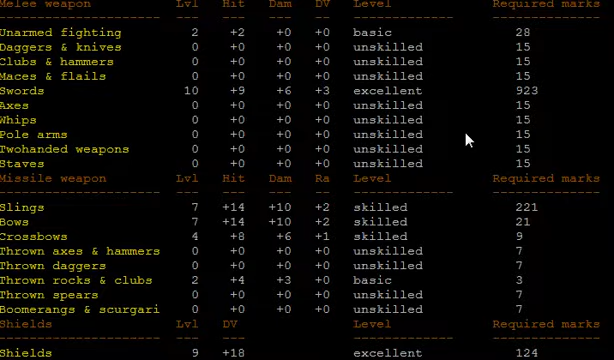 Melee weapon Lvl Hit Dam DV Level Required marks
-------------------- --- --- --- -- ------------ --------------
Unarmed fighting 2 +2 +0 +0 basic 28
Daggers & knives 0 +0 +0 +0 unskilled 15
Clubs & hammers 0 +0 +0 +0 unskilled 15
Maces & flails 0 +0 +0 +0 unskilled 15
Swords 10 +9 +6 +3 excellent 923
Axes 0 +0 +0 +0 unskilled 15
Whips 0 +0 +0 +0 unskilled 15
Pole arms 0 +0 +0 +0 unskilled 15
Twohanded weapons 0 +0 +0 +0 unskilled 15
Staves 0 +0 +0 +0 unskilled 15
Missile weapon Lvl Hit Dam Ra Level Required marks
-------------------- --- --- --- -- ------------ --------------
Slings 7 +14 +10 +2 skilled 221
Bows 7 +14 +10 +2 skilled 21
Crossbows 4 +8 +6 +1 skilled 9
Thrown axes & hammers 0 +0 +0 +0 unskilled 7
Thrown daggers 0 +0 +0 +0 unskilled 7
Thrown rocks & clubs 2 +4 +3 +0 basic 3
Thrown spears 0 +0 +0 +0 unskilled 7
Boomerangs & scurgari 0 +0 +0 +0 unskilled 7
Shields Lvl DV Level Required marks
-------------------- --- --- ------------ --------------
Shields 9 +18 excellent 124